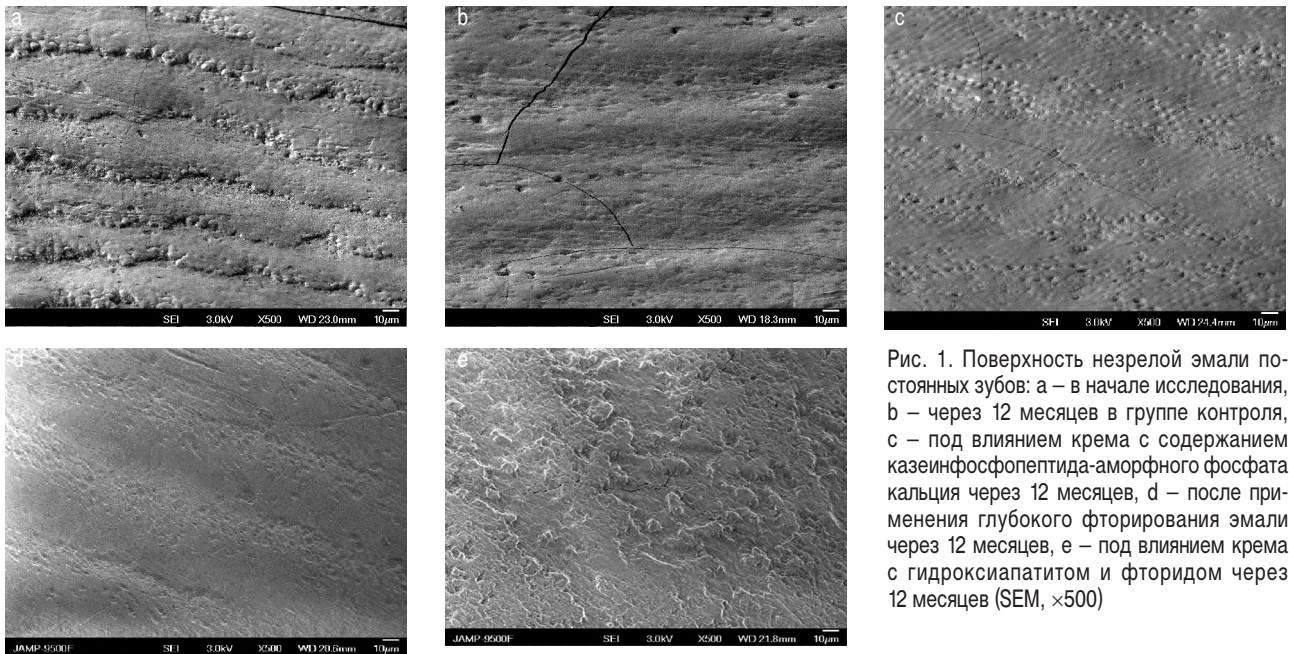 a
SEI 3.0kV X500 WD 23.0mm 10µm
b
SEI 3.0kV X500 WD 18.3mm 10µm
c
SEI 3.0kV X500 WD 24.4mm 10µm
d
JAMP-9500F SEI 3.0kV X500 WD 20.6mm 10µm
e
JAMP-9500F SEI 3.0kV X500 WD 21.8mm 10µm
Рис. 1. Поверхность незрелой эмали по-
стоянных зубов: a – в начале исследования,
b – через 12 месяцев в группе контроля,
c – под влиянием крема с содержанием
казеинфосфопептида-аморфного фосфата
кальция через 12 месяцев, d – после при-
менения глубокого фторирования эмали
через 12 месяцев, e – под влиянием крема
с гидроксиапатитом и фторидом через
12 месяцев (SEM, ×500)